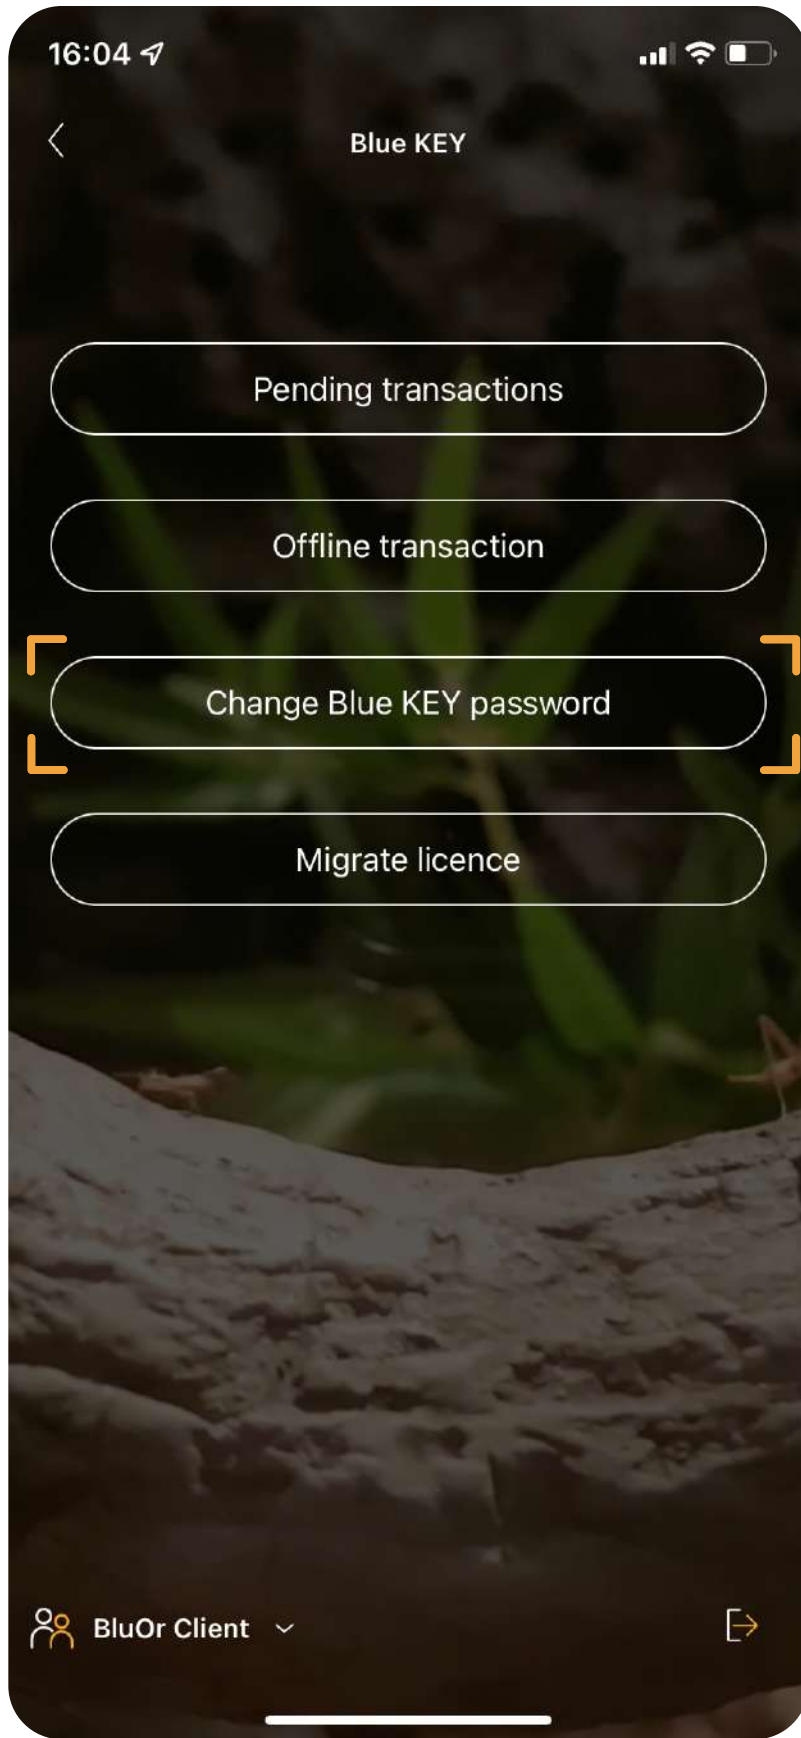 16:04
Blue KEY
Pending transactions
Offline transaction
Change Blue KEY password
Migrate licence
BluOr Client